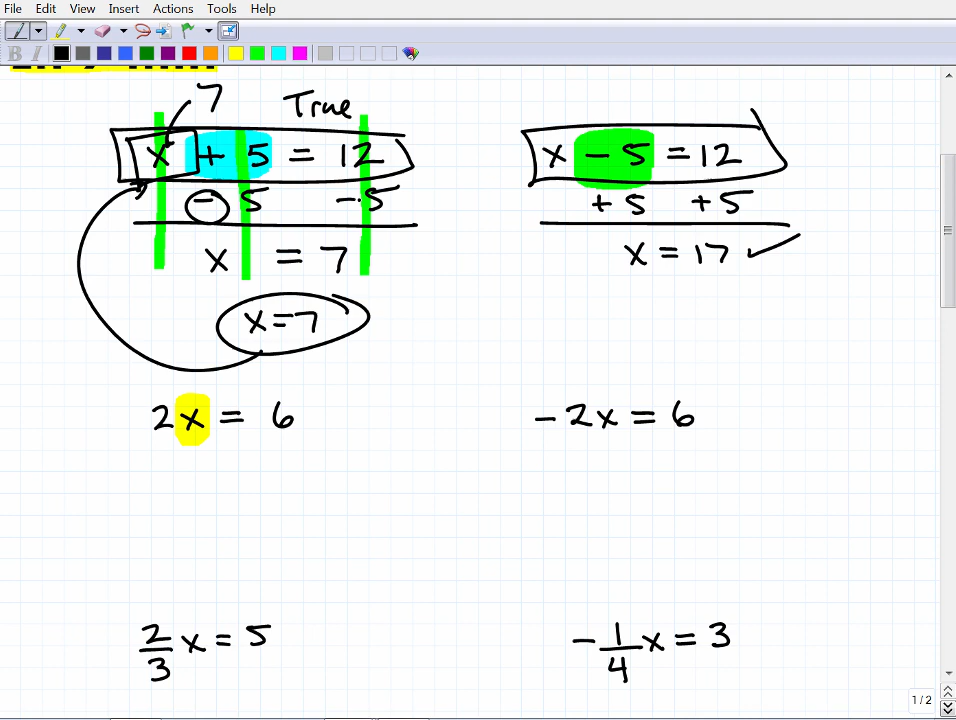 File Edit View Insert Actions Tools Help
B I
7 True
x + 5 = 12
- 5 - 5
x = 7
x = 7
x - 5 = 12
+ 5 + 5
x = 17 ✓
2x = 6
-2x = 6
2/3 x = 5
-1/4 x = 3
1 / 2